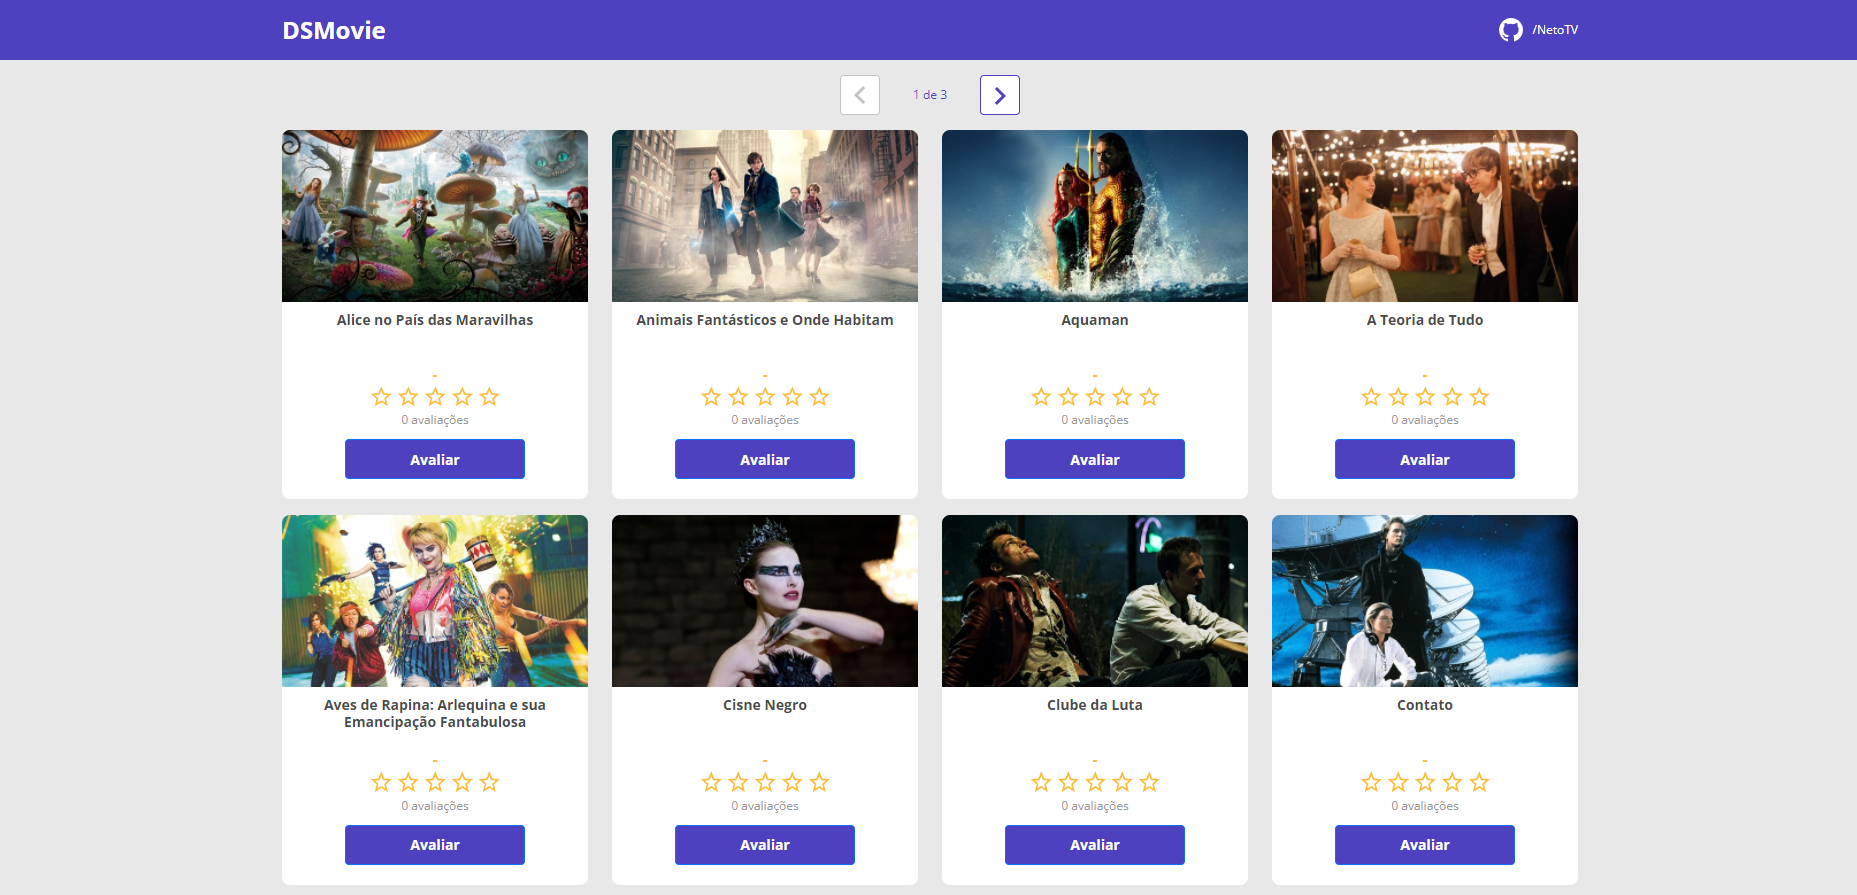 DSMovie
/NetoTV
1 de 3
Alice no País das Maravilhas
Animais Fantásticos e Onde Habitam
Aquaman
A Teoria de Tudo
-
-
-
-
0 avaliações
0 avaliações
0 avaliações
0 avaliações
Avaliar
Avaliar
Avaliar
Avaliar
Aves de Rapina: Arlequina e sua
Emancipação Fantabulosa
Cisne Negro
Clube da Luta
Contato
-
-
-
-
0 avaliações
0 avaliações
0 avaliações
0 avaliações
Avaliar
Avaliar
Avaliar
Avaliar